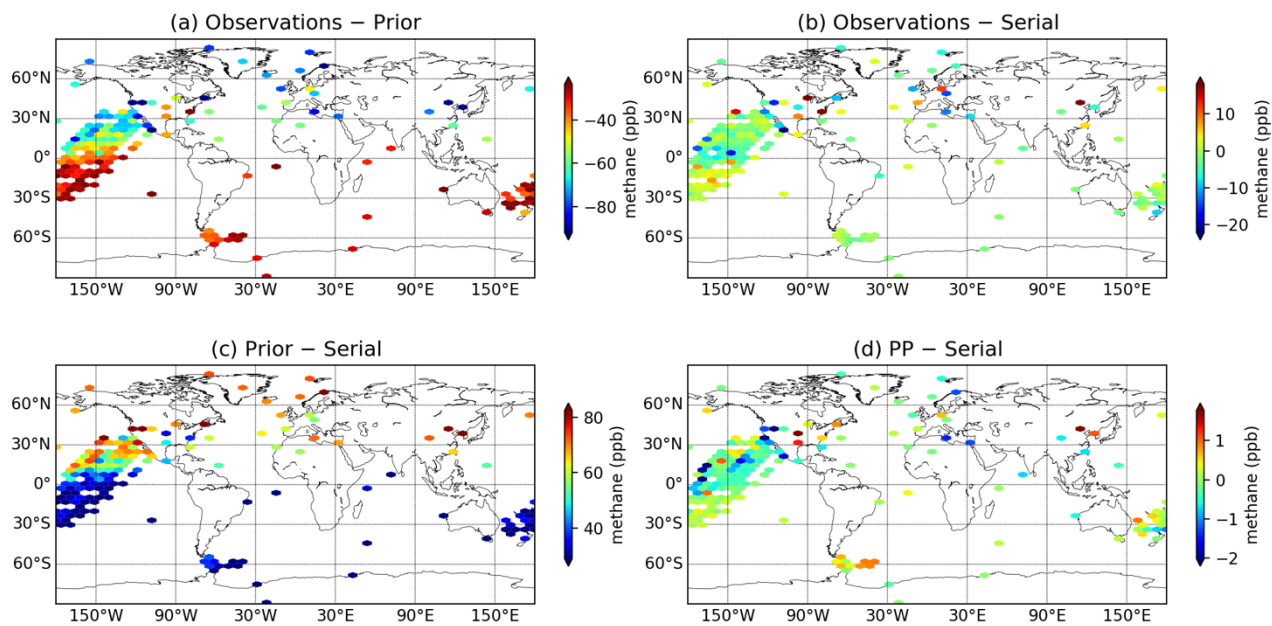 (a) Observations − Prior
60°N
30°N
0°
30°S
60°S
150°W 90°W 30°W 30°E 90°E 150°E
−40
−60
−80
methane (ppb)
(b) Observations − Serial
60°N
30°N
0°
30°S
60°S
150°W 90°W 30°W 30°E 90°E 150°E
10
0
−10
−20
methane (ppb)
(c) Prior − Serial
60°N
30°N
0°
30°S
60°S
150°W 90°W 30°W 30°E 90°E 150°E
80
60
40
methane (ppb)
(d) PP − Serial
60°N
30°N
0°
30°S
60°S
150°W 90°W 30°W 30°E 90°E 150°E
1
0
−1
−2
methane (ppb)